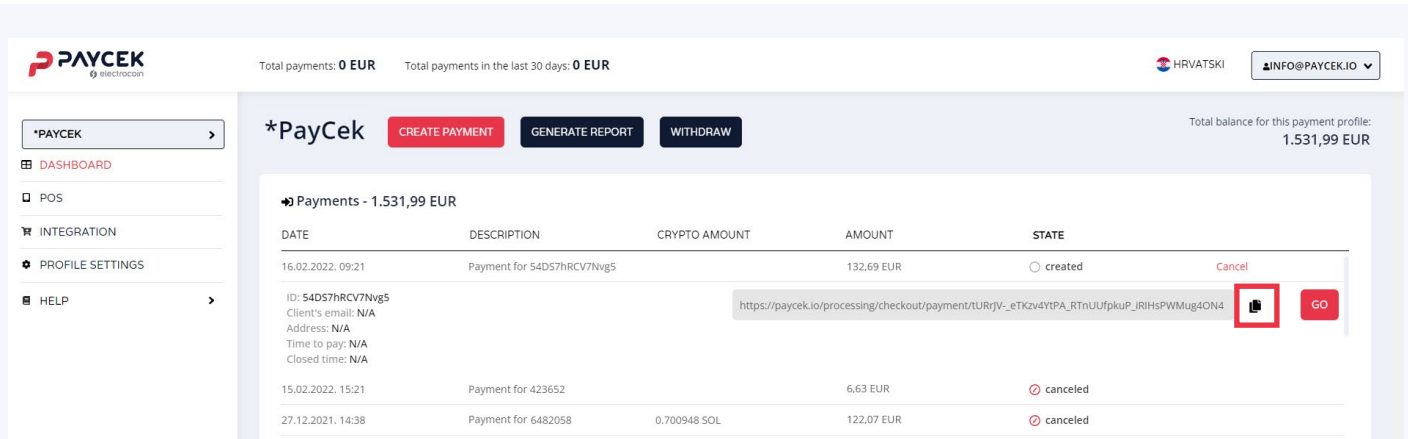 PAYCEK
electrocoin
Total payments: 0 EUR
Total payments in the last 30 days: 0 EUR
HRVATSKI
INFO@PAYCEK.IO
*PAYCEK
DASHBOARD
POS
INTEGRATION
PROFILE SETTINGS
HELP
*PayCek
CREATE PAYMENT
GENERATE REPORT
WITHDRAW
Total balance for this payment profile:
1.531,99 EUR
Payments - 1.531,99 EUR
DATE DESCRIPTION CRYPTO AMOUNT AMOUNT STATE
16.02.2022. 09:21 Payment for 54DS7hRCV7Nvg5 132,69 EUR created Cancel
ID: 54DS7hRCV7Nvg5
Client's email: N/A
Address: N/A
Time to pay: N/A
Closed time: N/A
https://paycek.io/processing/checkout/payment/tURrJV-_eTKzv4YtPA_RTnUUfpkuP_iRIHsPWMug4ON4
GO
15.02.2022. 15:21 Payment for 423652 6,63 EUR canceled
27.12.2021. 14:38 Payment for 6482058 0.700948 SOL 122,07 EUR canceled